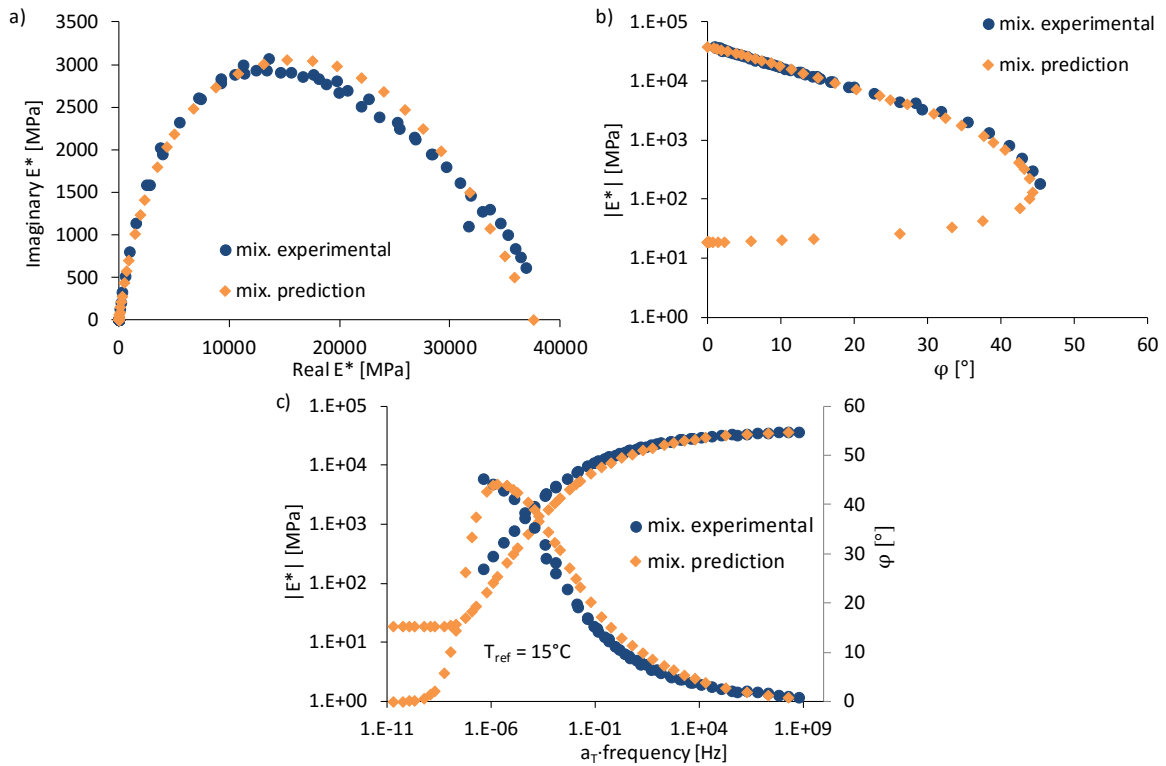 a)
Imaginary E* [MPa]
3500
3000
2500
2000
1500
1000
500
0
mix. experimental
mix. prediction
0 10000 20000 30000 40000
Real E* [MPa]
b)
|E*| [MPa]
1.E+05
1.E+04
1.E+03
1.E+02
1.E+01
1.E+00
mix. experimental
mix. prediction
0 10 20 30 40 50 60
φ [°]
c)
|E*| [MPa]
1.E+05
1.E+04
1.E+03
1.E+02
1.E+01
1.E+00
mix. experimental
mix. prediction
Tref = 15°C
60
50
40
30
20
10
0
φ [°]
1.E-11 1.E-06 1.E-01 1.E+04 1.E+09
aT·frequency [Hz]